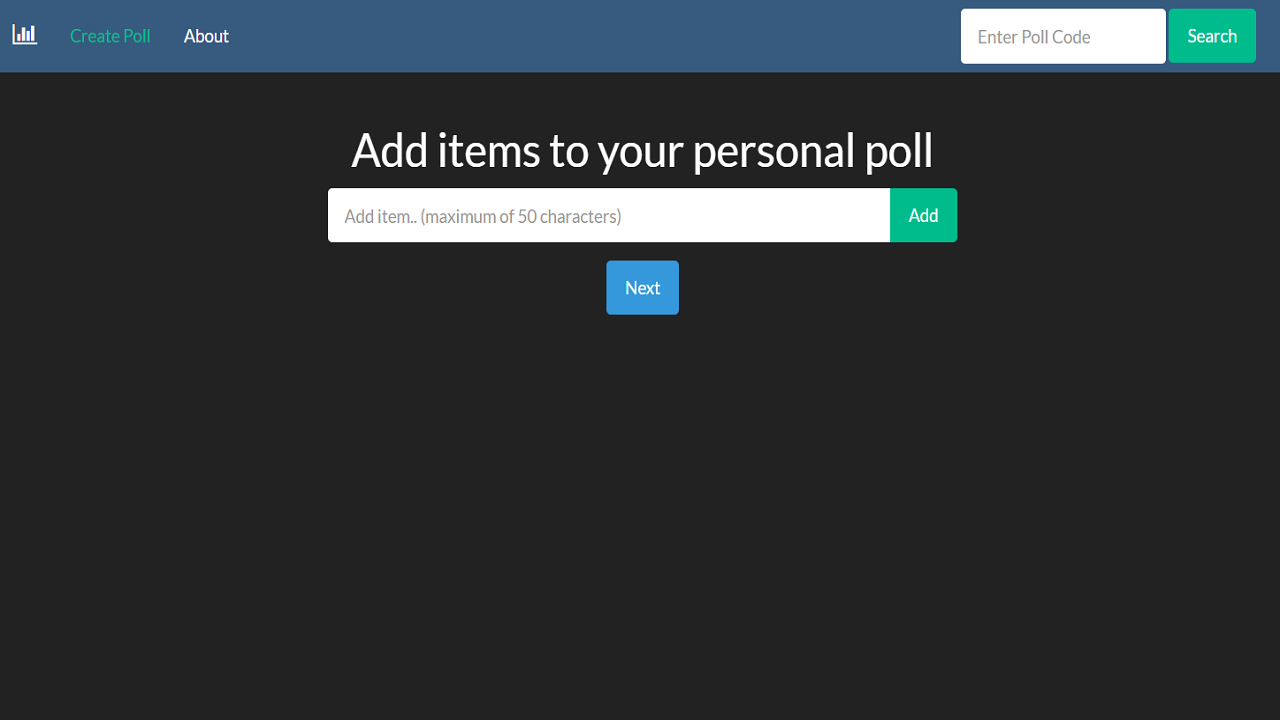 Create Poll
About
Enter Poll Code
Search
Add items to your personal poll
Add item.. (maximum of 50 characters)
Add
Next